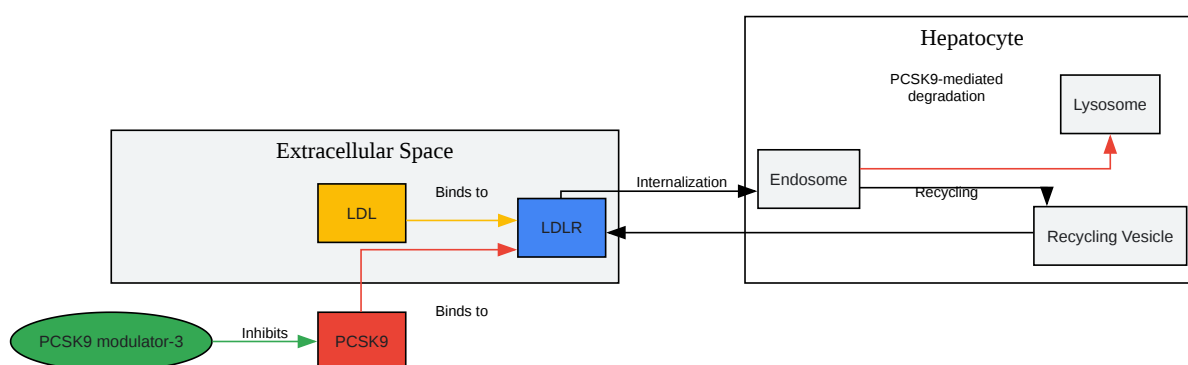 Hepatocyte
PCSK9-mediated
degradation
Lysosome
Extracellular Space
Endosome
Internalization
Binds to
LDL
Recycling
LDLR
Recycling Vesicle
Binds to
PCSK9 modulator-3
Inhibits
PCSK9